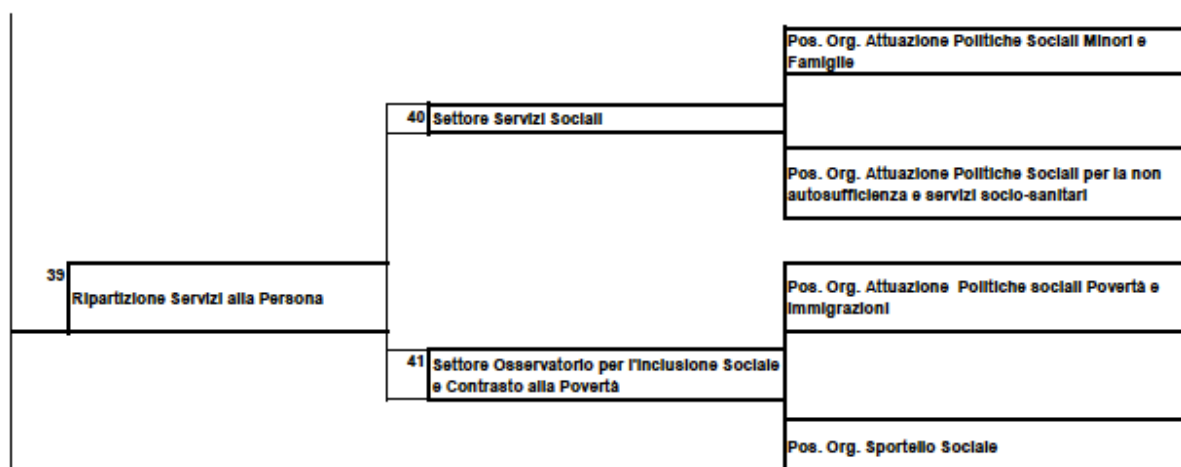 Pos. Org. Attuazione Politiche Sociali Minori e
Famiglie
40 Settore Servizi Sociali
Pos. Org. Attuazione Politiche Sociali per la non
autosufficienza e servizi socio-sanitari
39
Ripartizione Servizi alla Persona
Pos. Org. Attuazione Politiche sociali Povertà e
Immigrazioni
41 Settore Osservatorio per l'Inclusione Sociale
e Contrasto alla Povertà
Pos. Org. Sportello Sociale